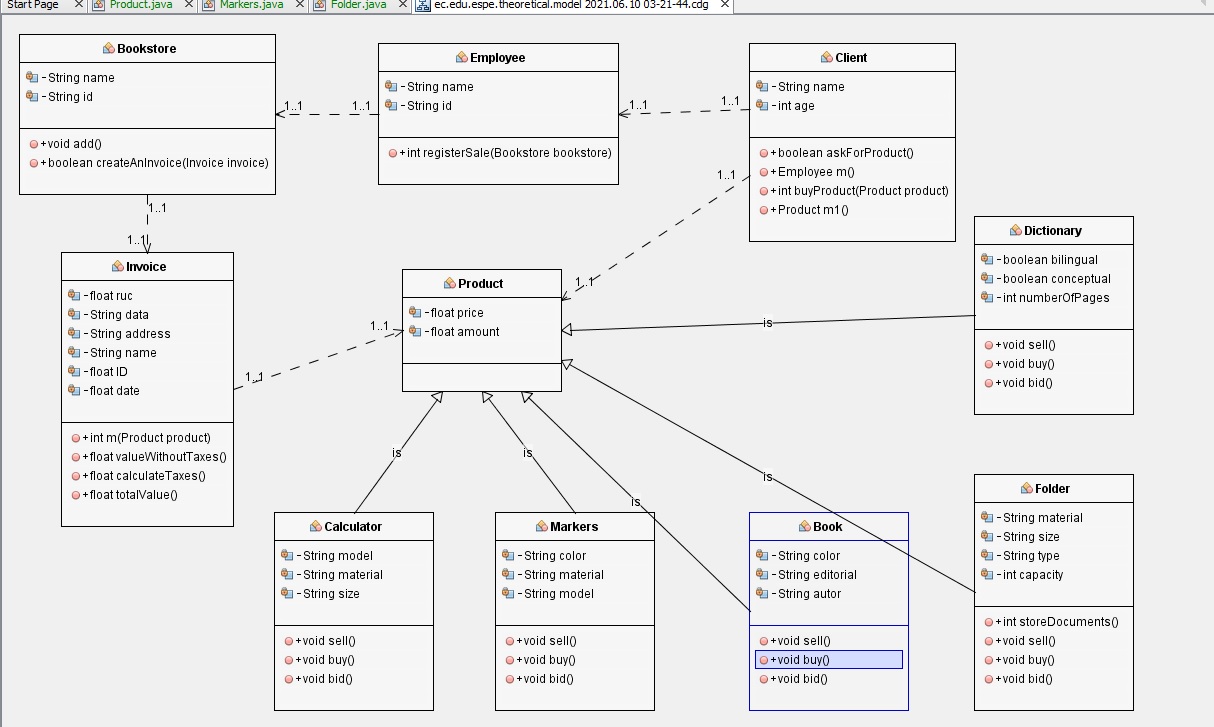 Start Page
Product.java
Markers.java
Folder.java
ec.edu.espe.theoretical.model 2021.06.10 03-21-44.cdg
Bookstore
-String name
-String id
+void add()
+boolean createAnInvoice(Invoice invoice)
1..1
1..1
Employee
-String name
-String id
+int registerSale(Bookstore bookstore)
1..1
1..1
Client
-String name
-int age
+boolean askForProduct()
+Employee m()
+int buyProduct(Product product)
+Product m1()
1..1
1..1
1..1
1..1
Invoice
-float ruc
-String data
-String address
-String name
-float ID
-float date
+int m(Product product)
+float valueWithoutTaxes()
+float calculateTaxes()
+float totalValue()
1..1
1..1
Product
-float price
-float amount
Dictionary
-boolean bilingual
-boolean conceptual
-int numberOfPages
+void sell()
+void buy()
+void bid()
is
is
is
is
is
Calculator
-String model
-String material
-String size
+void sell()
+void buy()
+void bid()
Markers
-String color
-String material
-String model
+void sell()
+void buy()
+void bid()
Book
-String color
-String editorial
-String autor
+void sell()
+void buy()
+void bid()
Folder
-String material
-String size
-String type
-int capacity
+int storeDocuments()
+void sell()
+void buy()
+void bid()